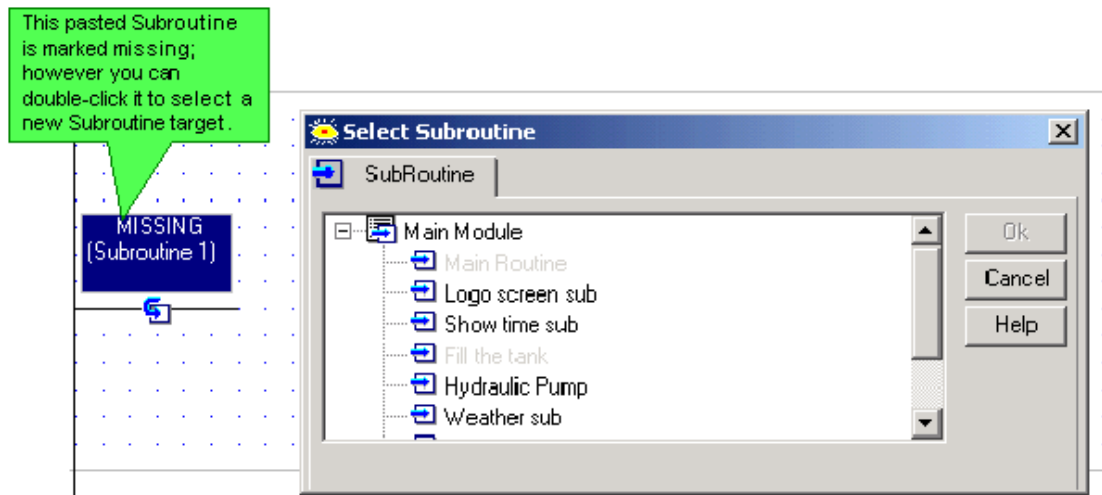 This pasted Subroutine
is marked missing;
however you can
double-click it to select a
new Subroutine target.
MISSING
(Subroutine 1)
Select Subroutine
SubRoutine
Main Module
Main Routine
Logo screen sub
Show time sub
Fill the tank
Hydraulic Pump
Weather sub
Ok
Cancel
Help